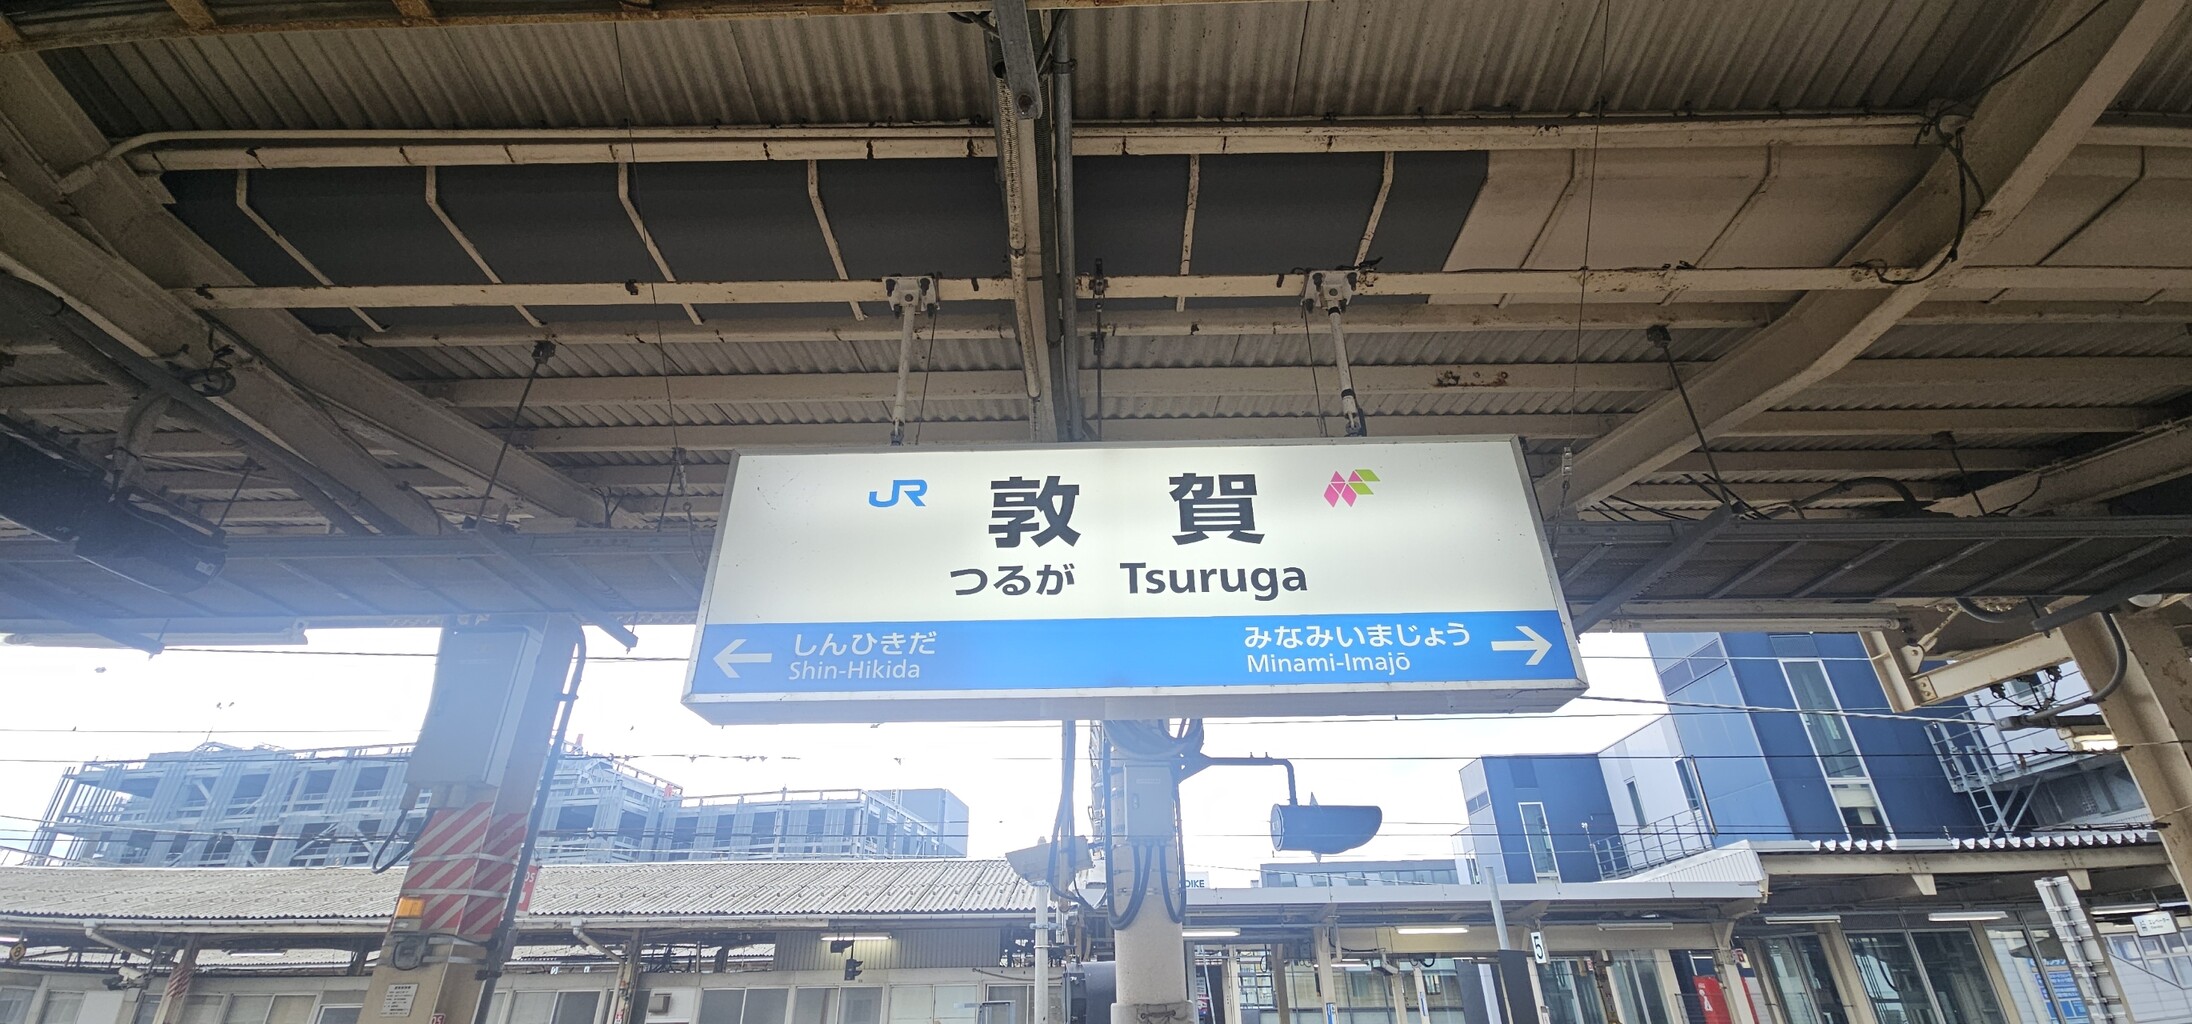 JR 敦賀
つるが Tsuruga
← しんひきだ
Shin-Hikida
みなみいまじょう →
Minami-Imajō
5